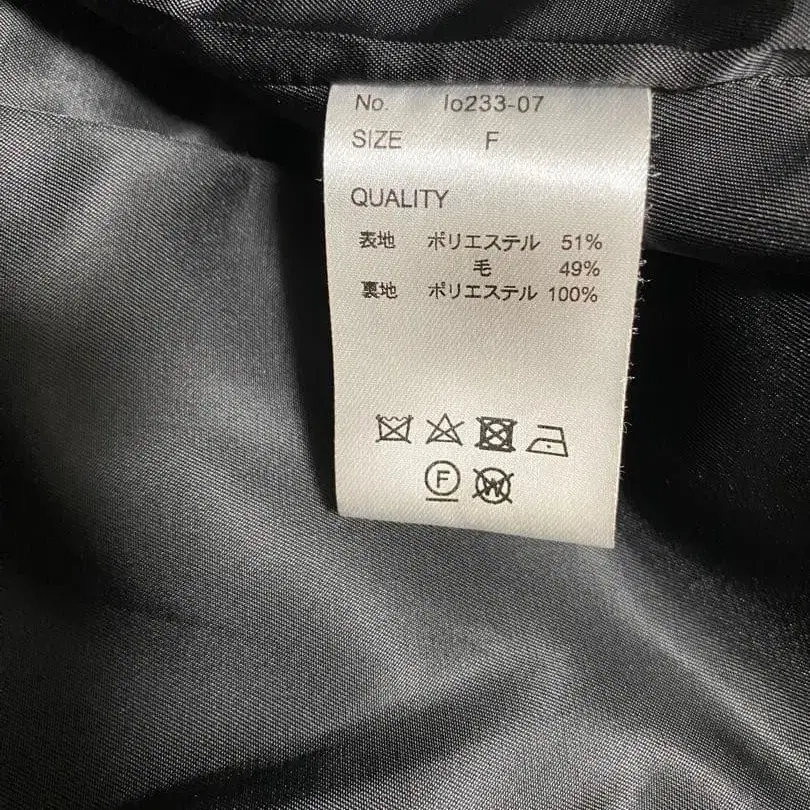 No. lo233-07
SIZE F
QUALITY
表地 ポリエステル 51%
毛 49%
裏地 ポリエステル 100%
F
W